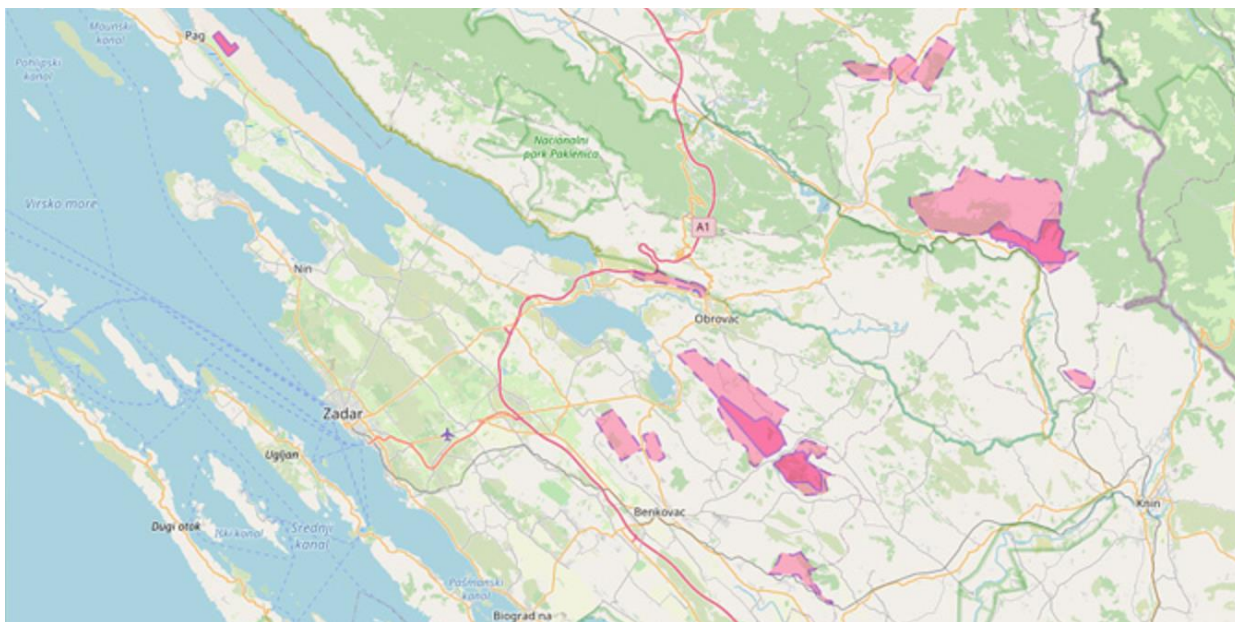 Maunski
kanal
Pag
Pohlipski
kanal
Nacionalni
park Paklenica
Virsko more
A1
Nin
Obrovac
Zadar
Ugljan
Benkovac
Knin
Dugi otok
Iški kanal
Srednji
kanal
Pašmanski
kanal
Biograd na